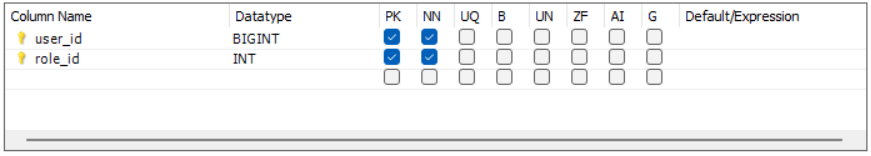 Column Name Datatype PK NN UQ B UN ZF AI G Default/Expression
user_id BIGINT
role_id INT